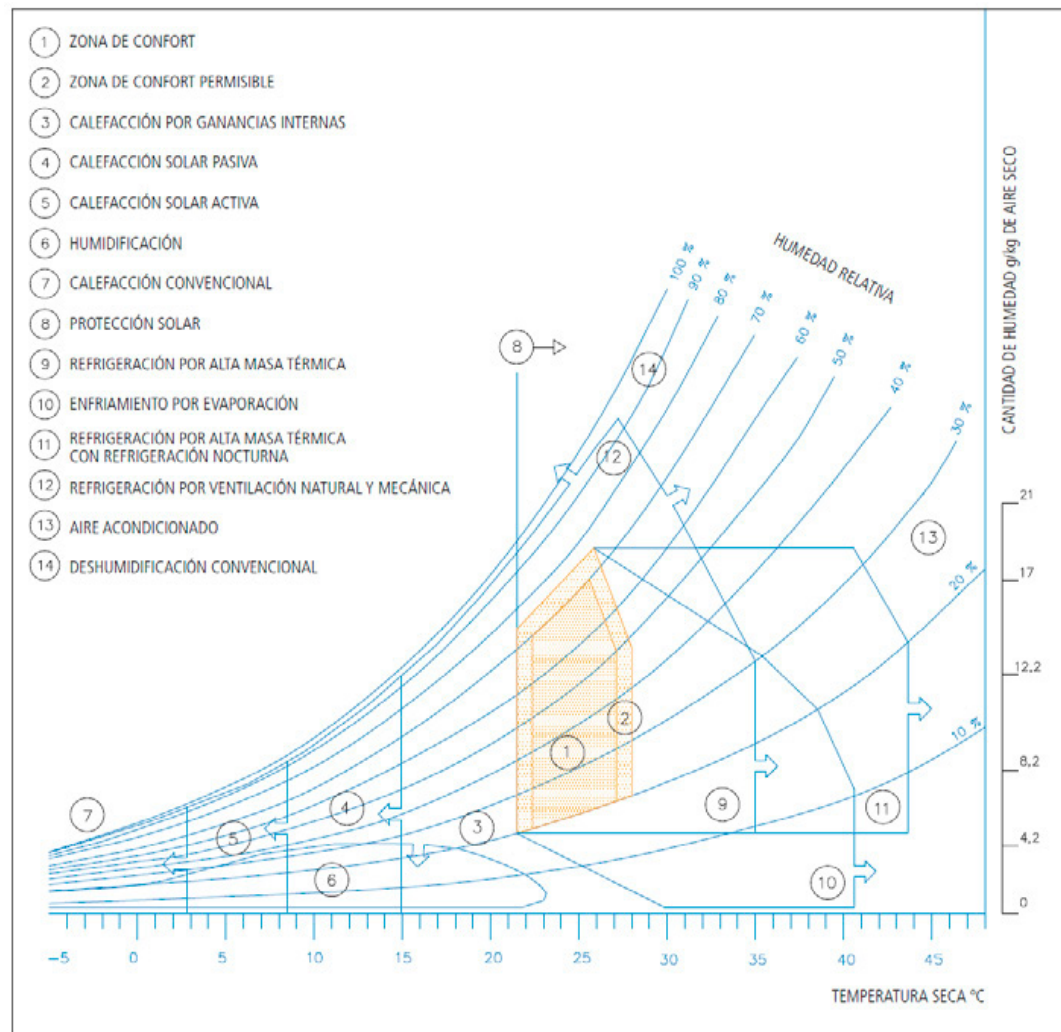 1 ZONA DE CONFORT
2 ZONA DE CONFORT PERMISIBLE
3 CALEFACCIÓN POR GANANCIAS INTERNAS
4 CALEFACCIÓN SOLAR PASIVA
5 CALEFACCIÓN SOLAR ACTIVA
6 HUMIDIFICACIÓN
7 CALEFACCIÓN CONVENCIONAL
8 PROTECCIÓN SOLAR
9 REFRIGERACIÓN POR ALTA MASA TÉRMICA
10 ENFRIAMIENTO POR EVAPORACIÓN
11 REFRIGERACIÓN POR ALTA MASA TÉRMICA
CON REFRIGERACIÓN NOCTURNA
12 REFRIGERACIÓN POR VENTILACIÓN NATURAL Y MECÁNICA
13 AIRE ACONDICIONADO
14 DESHUMIDIFICACIÓN CONVENCIONAL
HUMEDAD RELATIVA
100 %
90 %
80 %
70 %
60 %
50 %
40 %
30 %
20 %
10 %
8
14
12
13
2
1
9
11
10
3
4
5
6
7
CANTIDAD DE HUMEDAD g/kg DE AIRE SECO
21
17
12,2
8,2
4,2
0
-5 0 5 10 15 20 25 30 35 40 45
TEMPERATURA SECA ºC